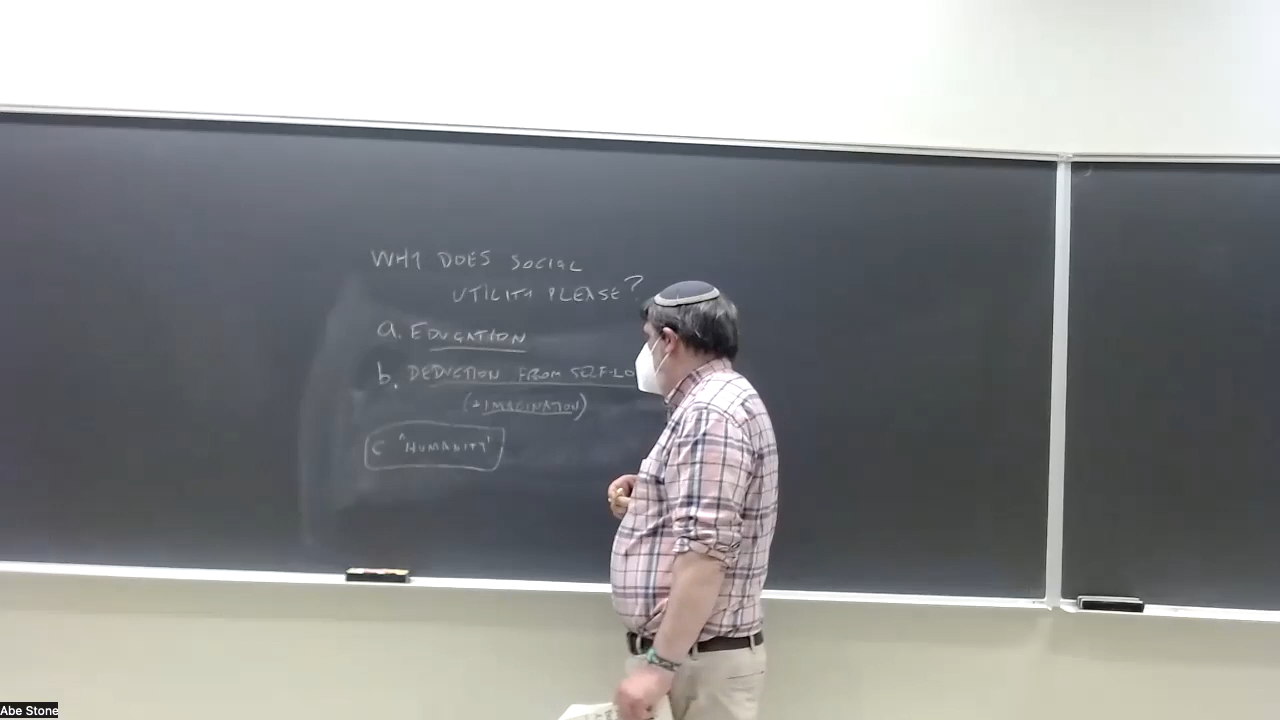 WHY DOES SOCIAL
UTILITY PLEASE?
a. EDUCATION
b. DEDUCTION FROM SELF-LO
(+ IMAGINATION)
C "HUMANITY"
Abe Stone